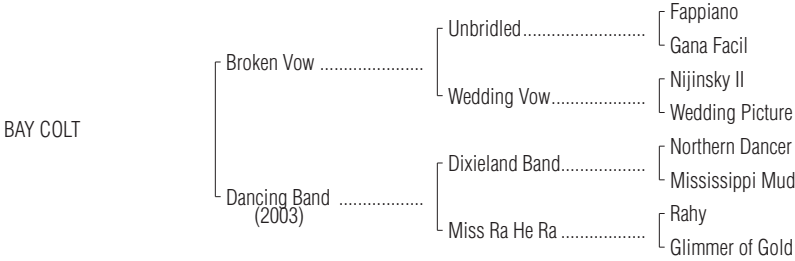 Fappiano
Unbridled..........................
Gana Facil
Broken Vow ......................
Nijinsky II
Wedding Vow....................
Wedding Picture
BAY COLT
Northern Dancer
Dixieland Band..................
Mississippi Mud
Dancing Band ..................
(2003)
Rahy
Miss Ra He Ra ..................
Glimmer of Gold